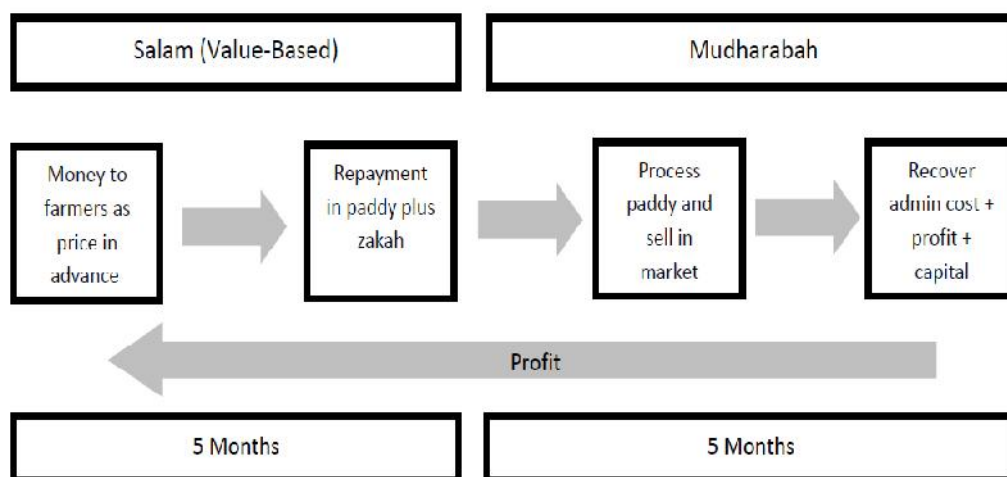 Salam (Value-Based)
Mudharabah
Money to
farmers as
price in
advance
Repayment
in paddy plus
zakah
Process
paddy and
sell in
market
Recover
admin cost +
profit +
capital
Profit
5 Months
5 Months